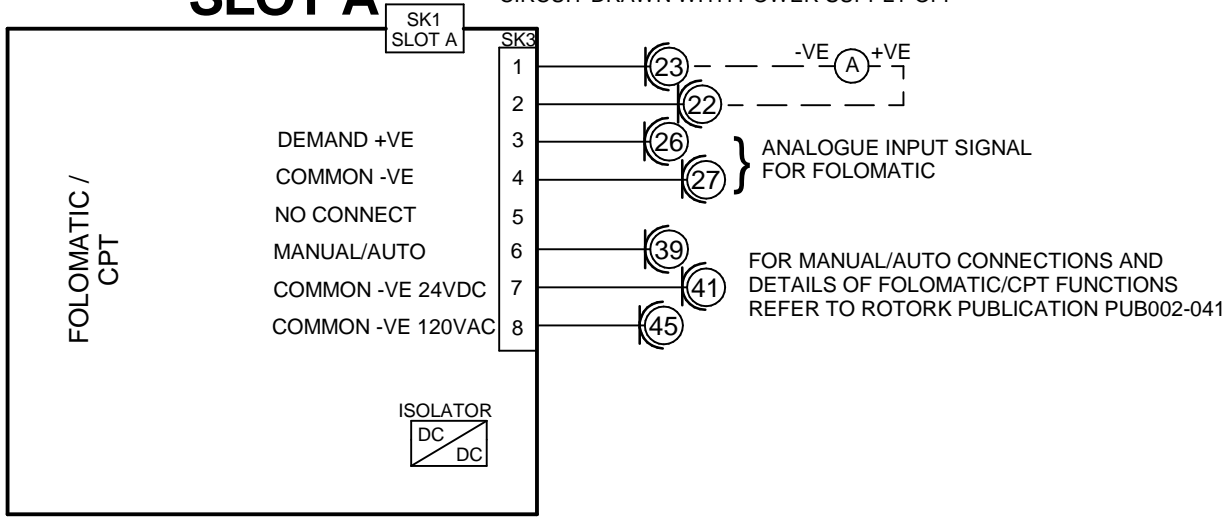 SLOT A
SK1
SLOT A
SK3
1
2
DEMAND +VE 3
COMMON -VE 4
NO CONNECT 5
MANUAL/AUTO 6
COMMON -VE 24VDC 7
COMMON -VE 120VAC 8
23
22
26
27
39
41
45
-VE A +VE
} ANALOGUE INPUT SIGNAL
FOR FOLOMATIC
FOR MANUAL/AUTO CONNECTIONS AND
DETAILS OF FOLOMATIC/CPT FUNCTIONS
REFER TO ROTORK PUBLICATION PUB002-041
FOLOMATIC /
CPT
ISOLATOR
DC
DC